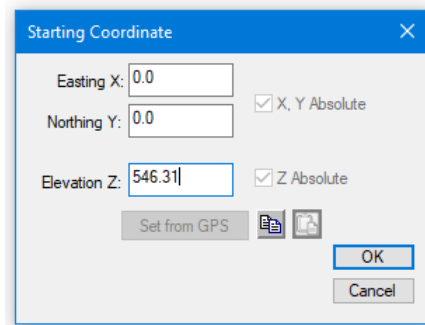 Starting Coordinate
Easting X: 0.0
X, Y Absolute
Northing Y: 0.0
Elevation Z: 546.31
Z Absolute
Set from GPS
OK
Cancel